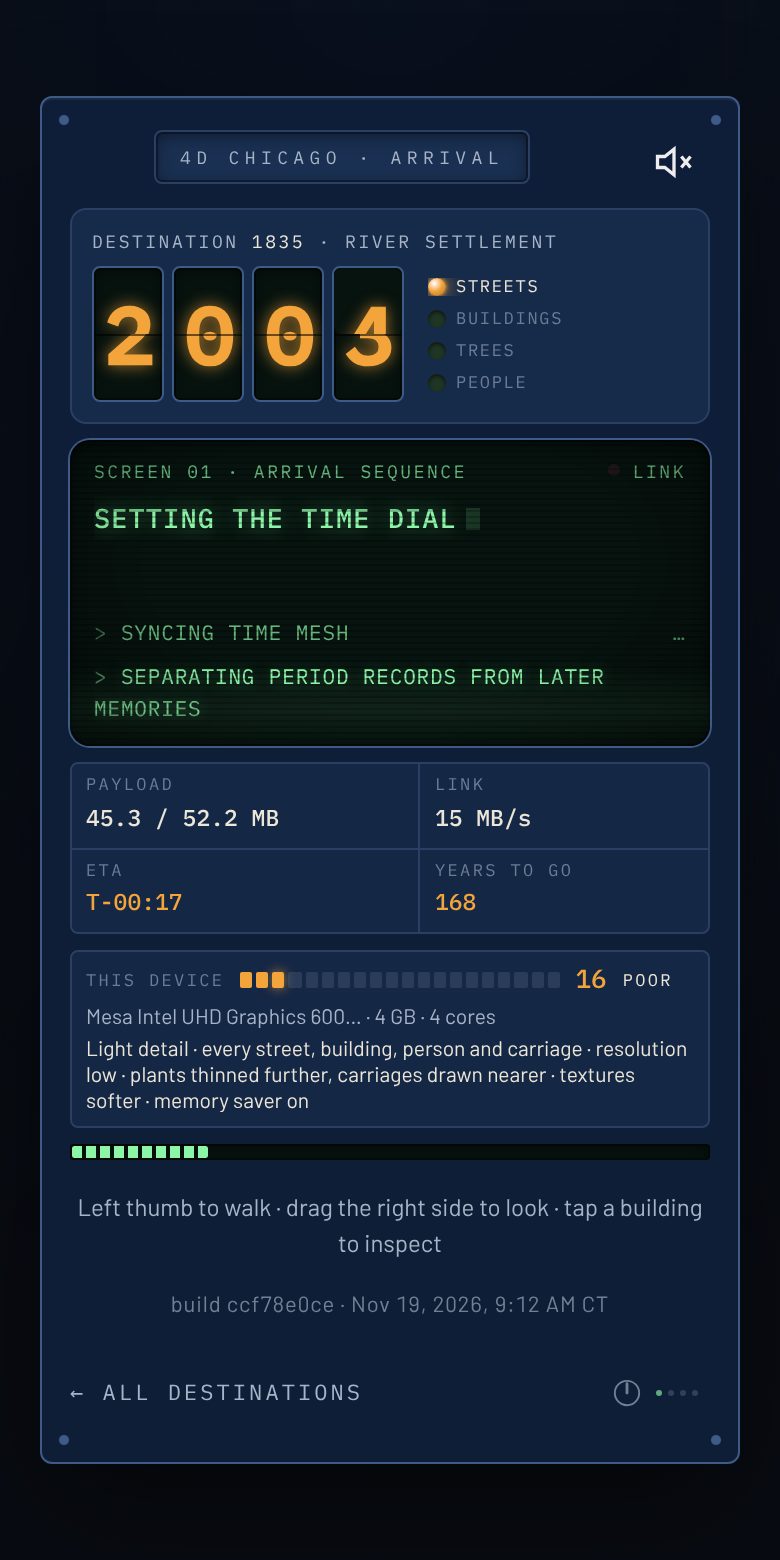 4D CHICAGO · ARRIVAL
DESTINATION 1835 · RIVER SETTLEMENT
2004
STREETS
BUILDINGS
TREES
PEOPLE
SCREEN 01 · ARRIVAL SEQUENCE LINK
SETTING THE TIME DIAL
> SYNCING TIME MESH …
> SEPARATING PERIOD RECORDS FROM LATER
MEMORIES
PAYLOAD LINK
45.3 / 52.2 MB 15 MB/s
ETA YEARS TO GO
T-00:17 168
THIS DEVICE 16 POOR
Mesa Intel UHD Graphics 600… · 4 GB · 4 cores
Light detail · every street, building, person and carriage · resolution
low · plants thinned further, carriages drawn nearer · textures
softer · memory saver on
Left thumb to walk · drag the right side to look · tap a building
to inspect
build ccf78e0ce · Nov 19, 2026, 9:12 AM CT
← ALL DESTINATIONS